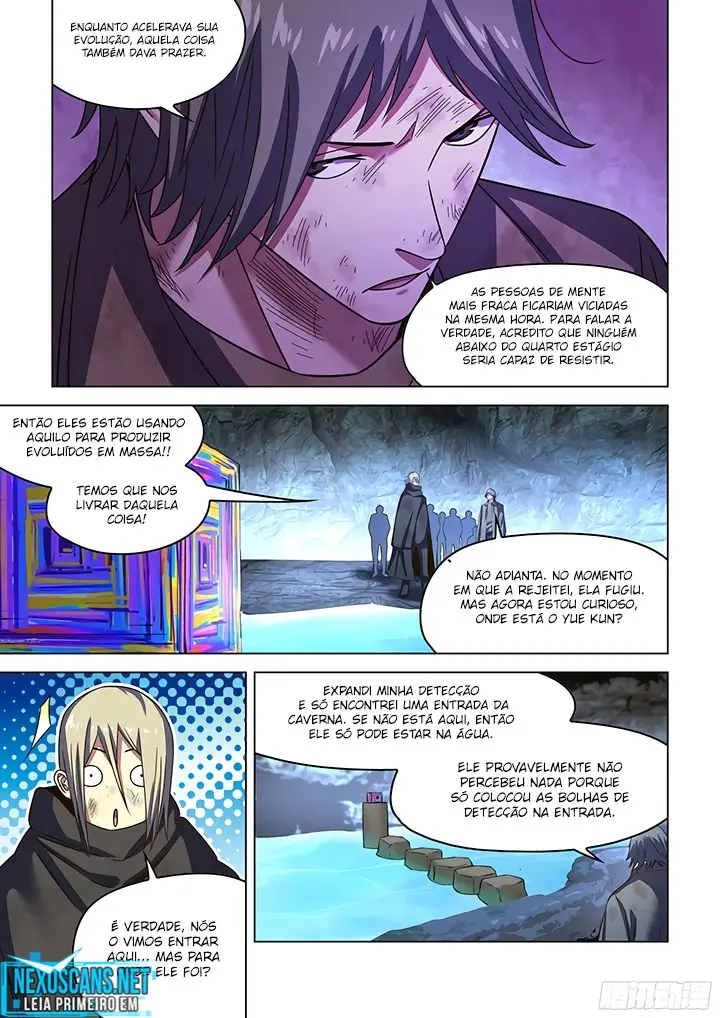 ENQUANTO ACELERAVA SUA
EVOLUÇÃO, AQUELA COISA
TAMBÉM DAVA PRAZER.
AS PESSOAS DE MENTE
MAIS FRACA FICARIAM VICIADAS
NA MESMA HORA. PARA FALAR A
VERDADE, ACREDITO QUE NINGUÉM
ABAIXO DO QUARTO ESTÁGIO
SERIA CAPAZ DE RESISTIR.
ENTÃO ELES ESTÃO USANDO
AQUILO PARA PRODUZIR
EVOLUÍDOS EM MASSA!!
TEMOS QUE NOS
LIVRAR DAQUELA
COISA!
NÃO ADIANTA. NO MOMENTO
EM QUE A REJEITEI, ELA FUGIU.
MAS AGORA ESTOU CURIOSO,
ONDE ESTÁ O YUE KUN?
EXPANDI MINHA DETECÇÃO
E SÓ ENCONTREI UMA ENTRADA DA
CAVERNA. SE NÃO ESTÁ AQUI, ENTÃO
ELE SÓ PODE ESTAR NA ÁGUA.
ELE PROVAVELMENTE NÃO
PERCEBEU NADA PORQUE
SÓ COLOCOU AS BOLHAS DE
DETECÇÃO NA ENTRADA.
É VERDADE, NÓS
O VIMOS ENTRAR
AQUI... MAS PARA
ELE FOI?
NEXOSCANS.NET
LEIA PRIMEIRO EM